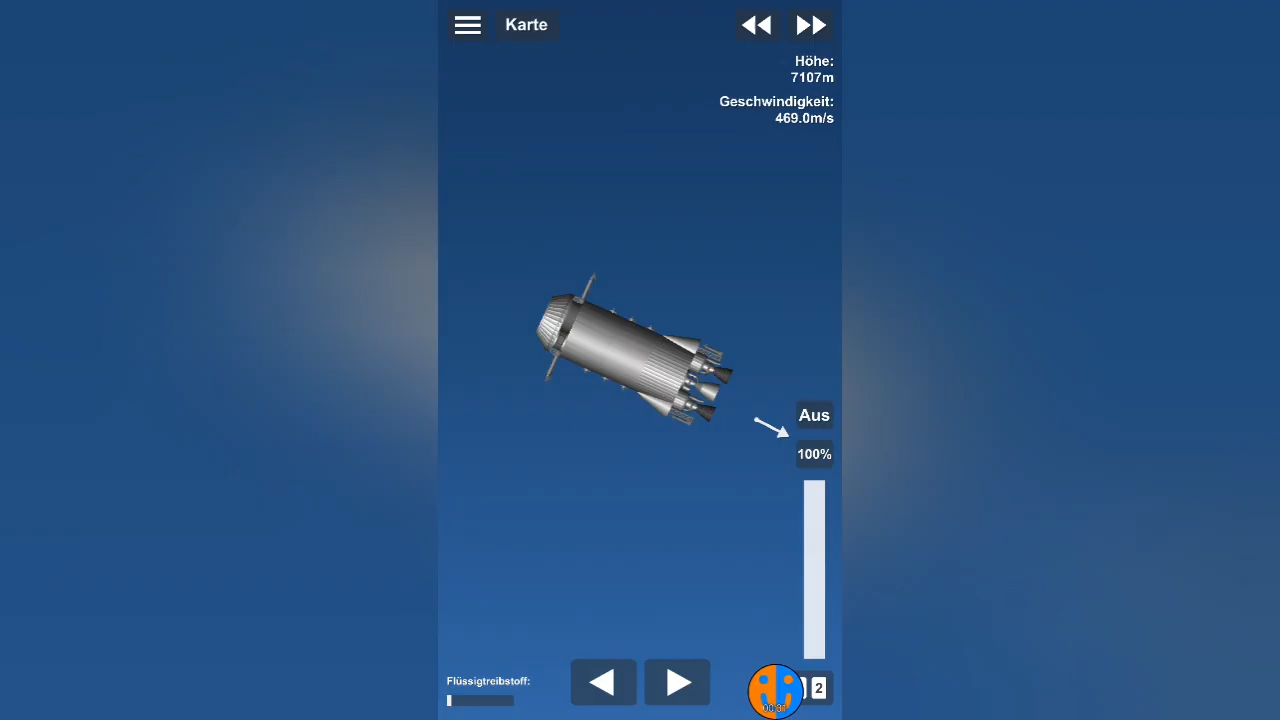 Karte
Höhe:
7107m
Geschwindigkeit:
469.0m/s
Aus
100%
Flüssigtreibstoff:
2